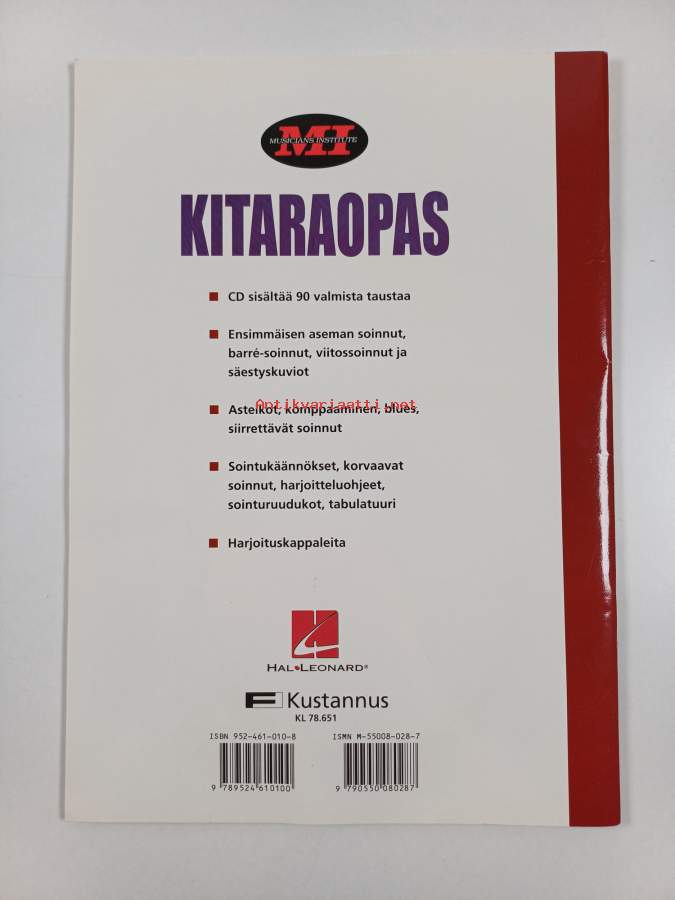 MI
MUSICIANS INSTITUTE
KITARAOPAS
CD sisältää 90 valmista taustaa
Ensimmäisen aseman soinnut,
barré-soinnut, viitossoinnut ja
säestyskuviot
Antikvariaatti.net
Asteikot, komppaaminen, blues,
siirrettävät soinnut
Sointukäännökset, korvaavat
soinnut, harjoitteluohjeet,
sointuruudukot, tabulatuuri
Harjoituskappaleita
HAL•LEONARD®
F Kustannus
KL 78.651
ISBN 952-461-010-8
ISMN M-55008-028-7
9 789524 610100
9 790550 080287